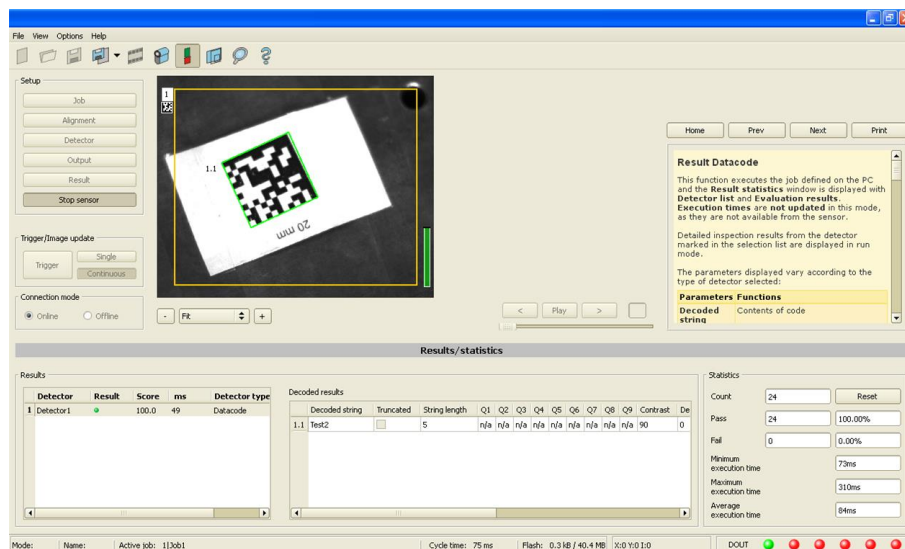 File View Options Help
Setup
Job
Alignment
Detector
Output
Result
Stop sensor
Trigger/Image update
Trigger
Single
Continuous
Connection mode
Online Offline
1
1.1
20 mm
- Fit +
< Play >
Home Prev Next Print
Result Datacode
This function executes the job defined on the PC
and the Result statistics window is displayed with
Detector list and Evaluation results.
Execution times are not updated in this mode,
as they are not available from the sensor.
Detailed inspection results from the detector
marked in the selection list are displayed in run
mode.
The parameters displayed vary according to the
type of detector selected:
Parameters Functions
Decoded string Contents of code
Results/statistics
Results
Detector Result Score ms Detector type
1 Detector1 100.0 49 Datacode
Decoded results
Decoded string Truncated String length Q1 Q2 Q3 Q4 Q5 Q6 Q7 Q8 Q9 Contrast De
1.1 Test2 5 n/a n/a n/a n/a n/a n/a n/a n/a n/a 90 0
Statistics
Count 24 Reset
Pass 24 100.00%
Fail 0 0.00%
Minimum execution time 73ms
Maximum execution time 310ms
Average execution time 84ms
Mode: Name: Active job: 1|Job1 Cycle time: 75 ms Flash: 0.3 kB / 40.4 MB X:0 Y:0 I:0 DOUT